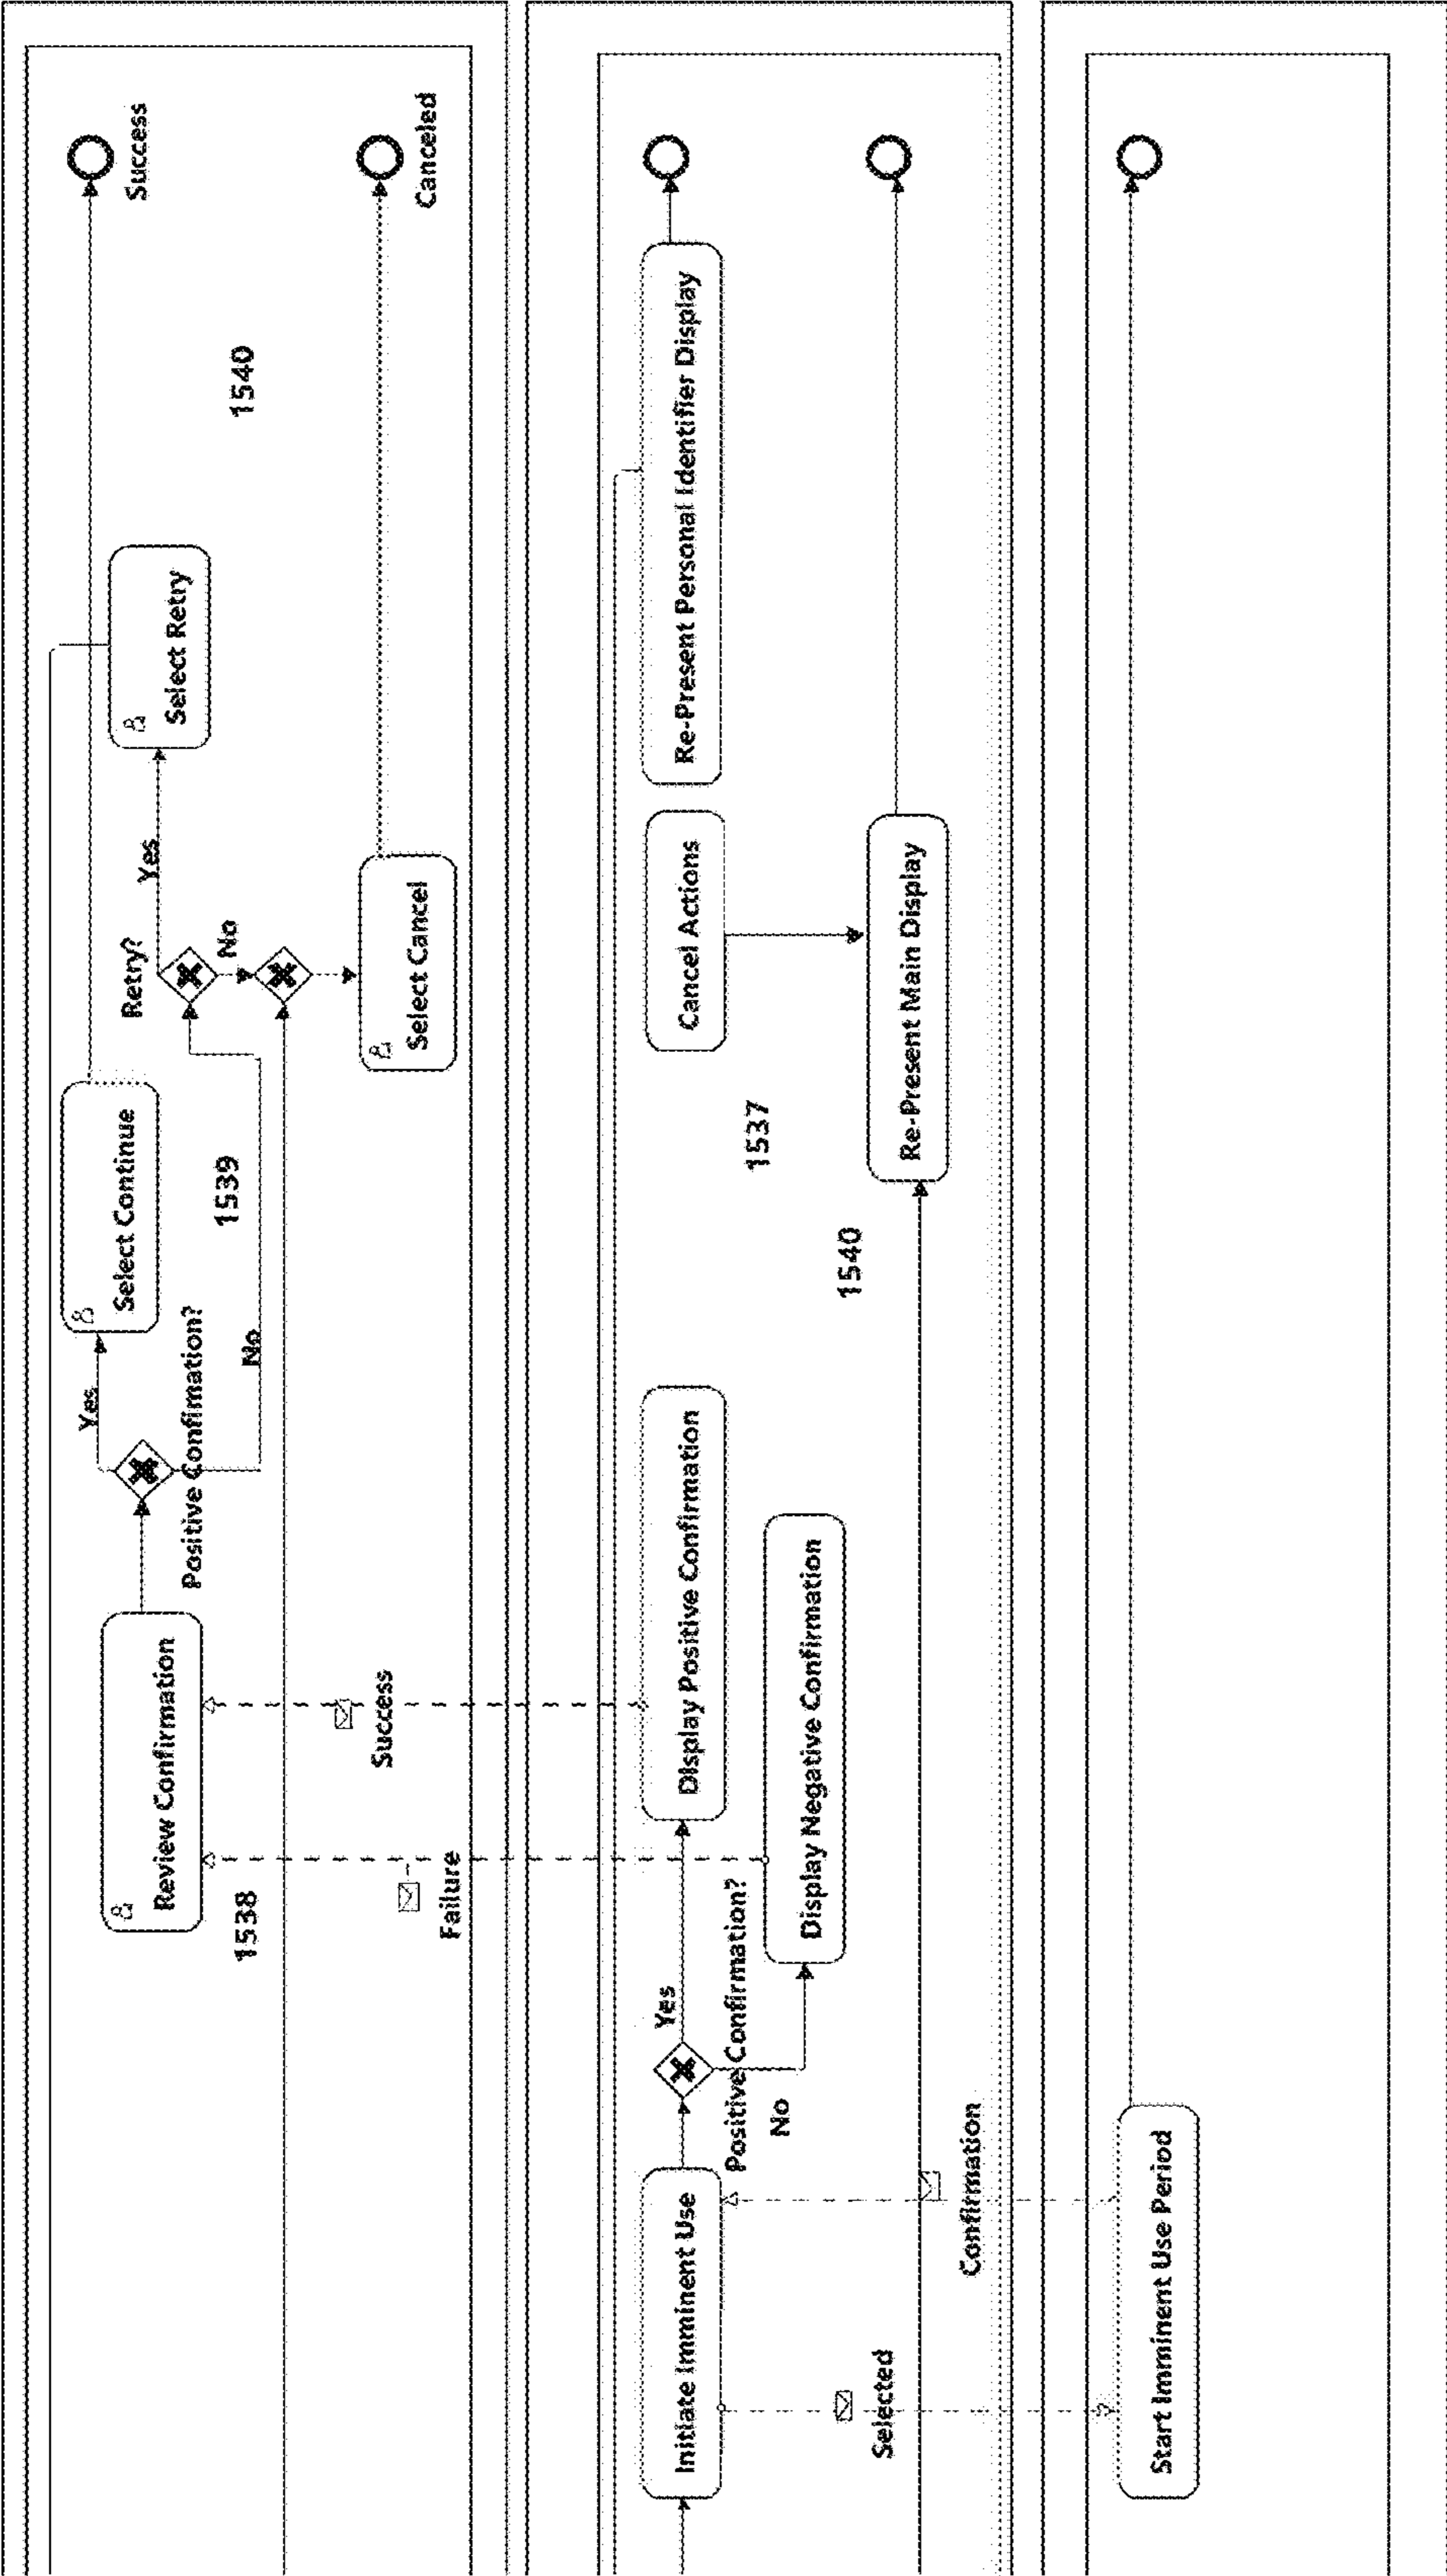 Review Confirmation
1538
Positive Confimation?
Yes
No
Select Continue
1539
Retry?
No
Yes
Select Retry
Select Cancel
1540
Success
Canceled
Success
Failure
Initiate Imminent Use
Positive Confirmation?
Yes
No
Display Positive Confirmation
Display Negative Confirmation
1540
1537
Cancel Actions
Re-Present Main Display
Re-Present Personal Identifier Display
Selected
Confirmation
Start Imminent Use Period